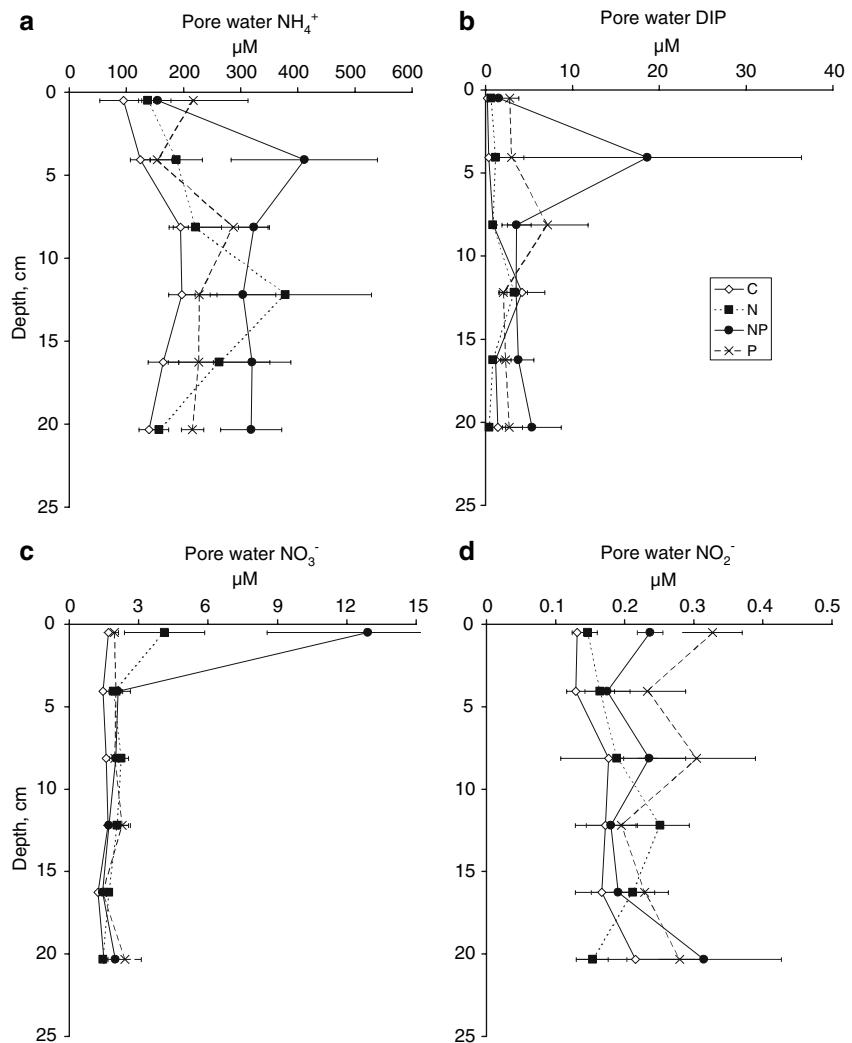 a
Pore water NH₄⁺
µM
0 100 200 300 400 500 600
0
5
10
15
20
25
Depth, cm
b
Pore water DIP
µM
0 10 20 30 40
0
5
10
15
20
25
C
N
NP
P
c
Pore water NO₃⁻
µM
0 3 6 9 12 15
0
5
10
15
20
25
Depth, cm
d
Pore water NO₂⁻
µM
0 0.1 0.2 0.3 0.4 0.5
0
5
10
15
20
25